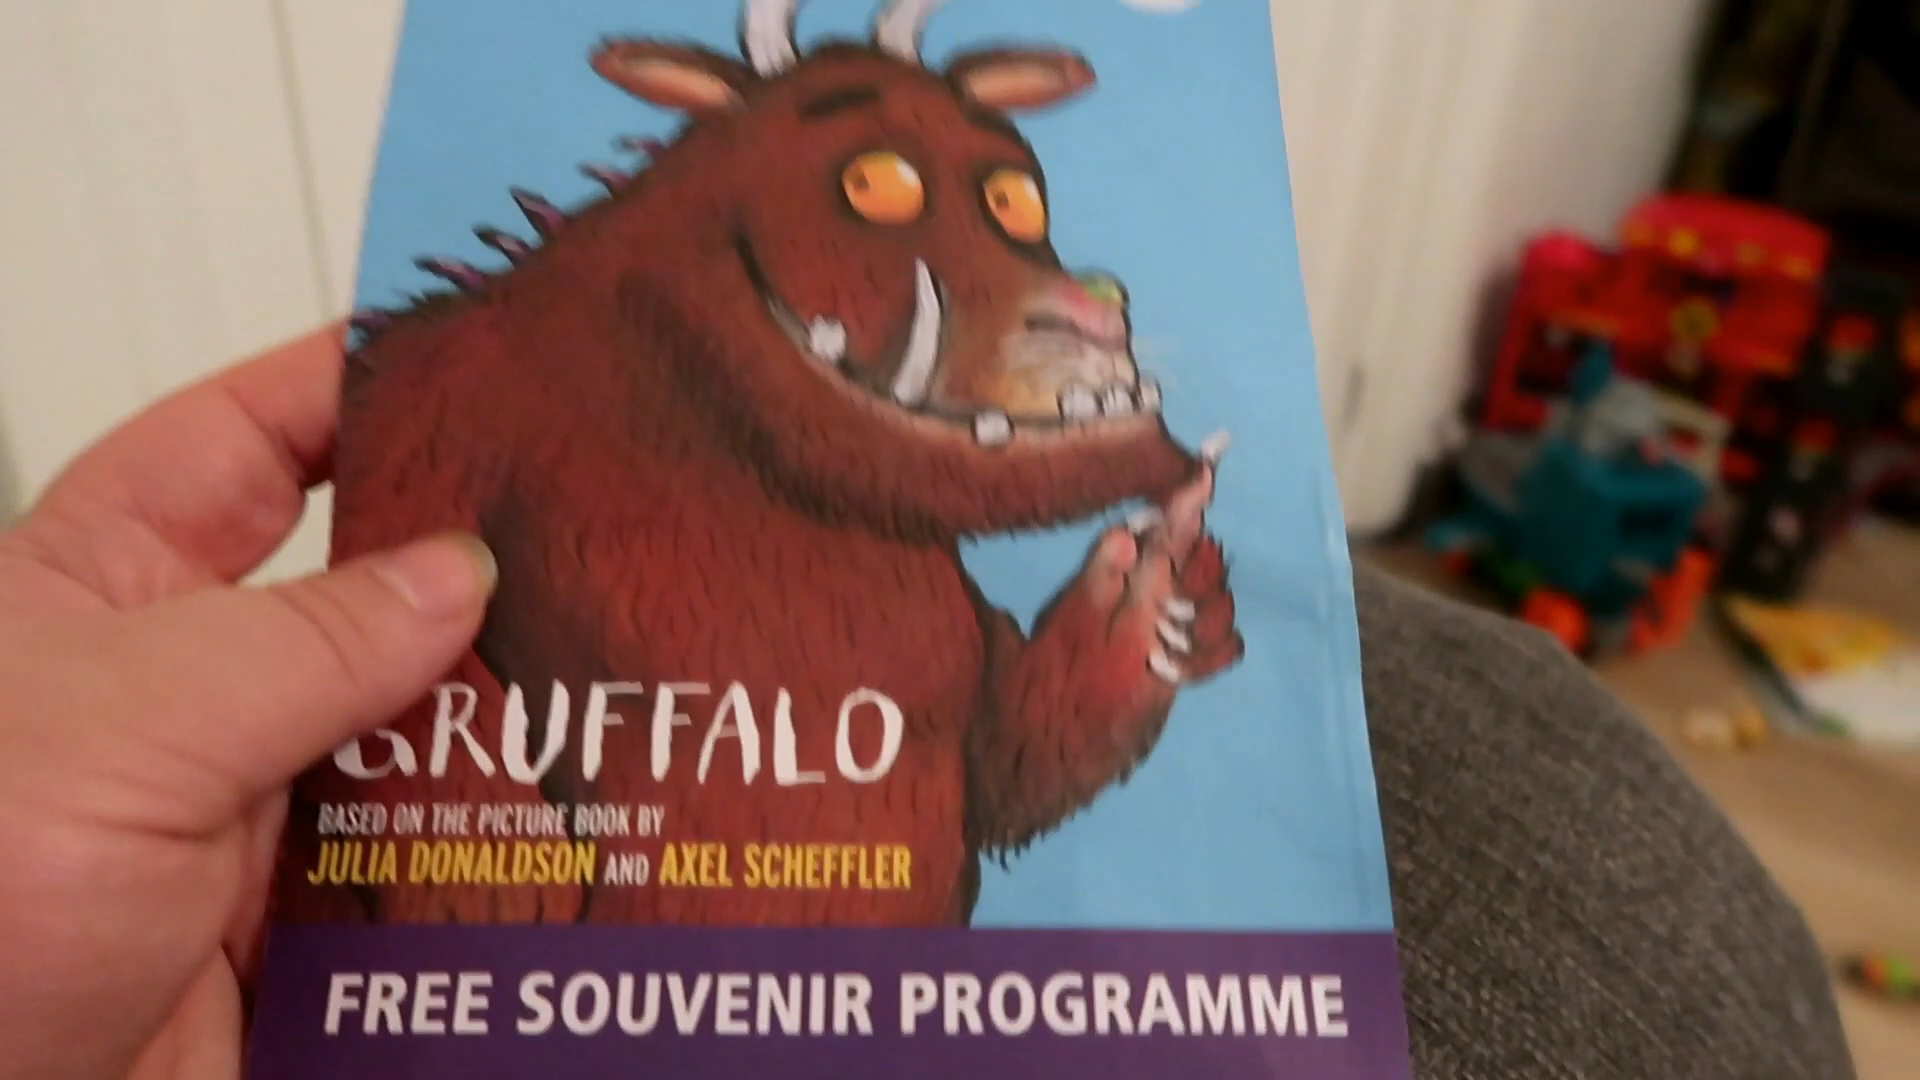 GRUFFALO
BASED ON THE PICTURE BOOK BY
JULIA DONALDSON AND AXEL SCHEFFLER
FREE SOUVENIR PROGRAMME